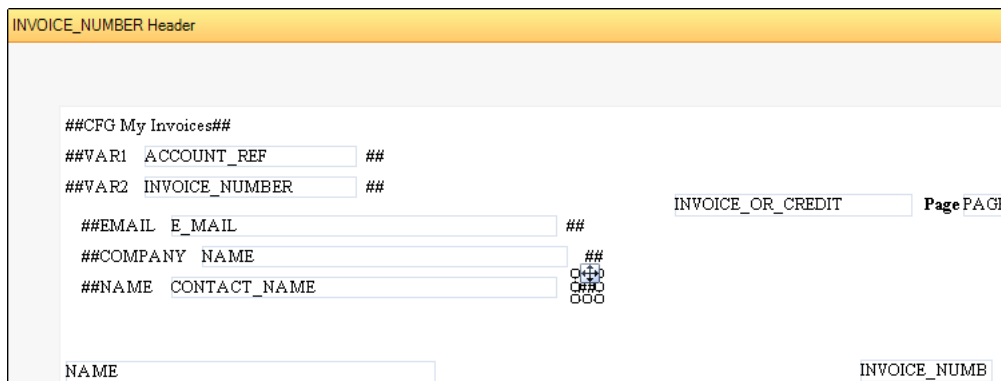 INVOICE_NUMBER Header
##CFG My Invoices##
##VAR1 ACCOUNT_REF ##
##VAR2 INVOICE_NUMBER ##
INVOICE_OR_CREDIT Page PAGE
##EMAIL E_MAIL ##
##COMPANY NAME ##
##NAME CONTACT_NAME ##
NAME INVOICE_NUMB